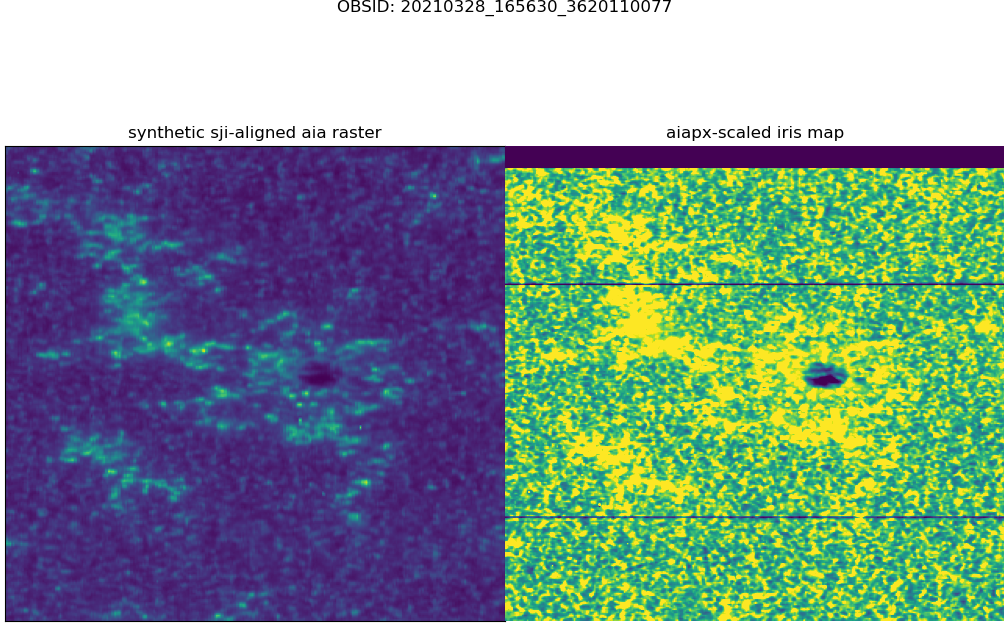 OBSID: 20210328_165630_3620110077
synthetic sji-aligned aia raster
aiapx-scaled iris map